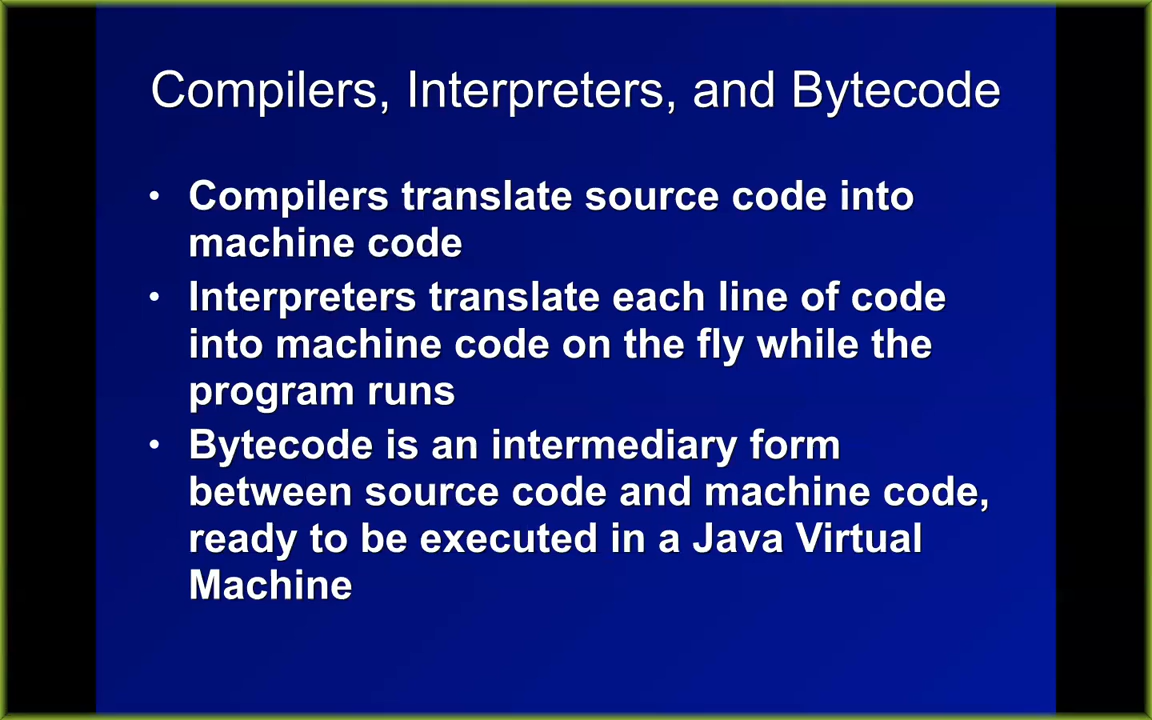 Compilers, Interpreters, and Bytecode
• Compilers translate source code into
machine code
• Interpreters translate each line of code
into machine code on the fly while the
program runs
• Bytecode is an intermediary form
between source code and machine code,
ready to be executed in a Java Virtual
Machine